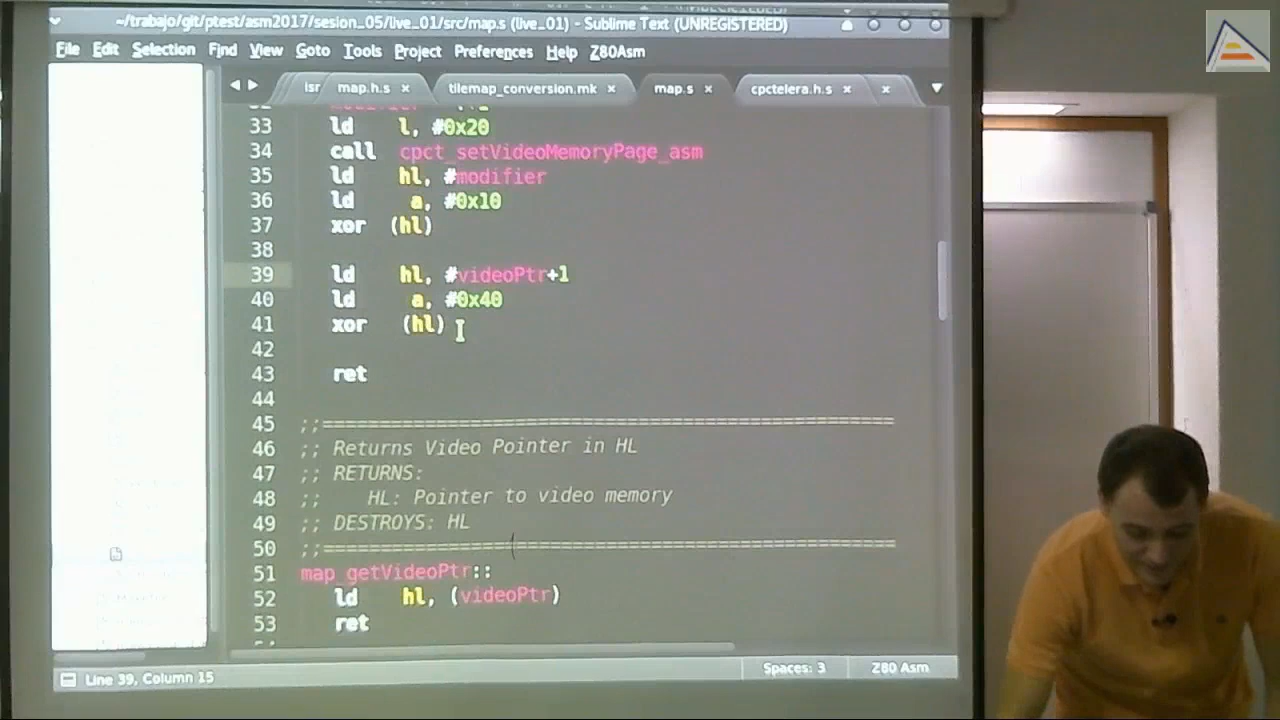 ~/trabajo/git/ptest/asm2017/sesion_05/live_01/src/map.s (live_01) - Sublime Text (UNREGISTERED)
File Edit Selection Find View Goto Tools Project Preferences Help Z80Asm
map.h.s × tilemap_conversion.mk × map.s × cpctelera.h.s × ×
33 ld l, #0x20
34 call cpct_setVideoMemoryPage_asm
35 ld hl, #modifier
36 ld a, #0x10
37 xor (hl)
38
39 ld hl, #videoPtr+1
40 ld a, #0x40
41 xor (hl)
42
43 ret
44
45 ;;====================================================================
46 ;; Returns Video Pointer in HL
47 ;; RETURNS:
48 ;; HL: Pointer to video memory
49 ;; DESTROYS: HL
50 ;;====================================================================
51 map_getVideoPtr::
52 ld hl, (videoPtr)
53 ret
Line 39, Column 15 Spaces: 3 Z80 Asm